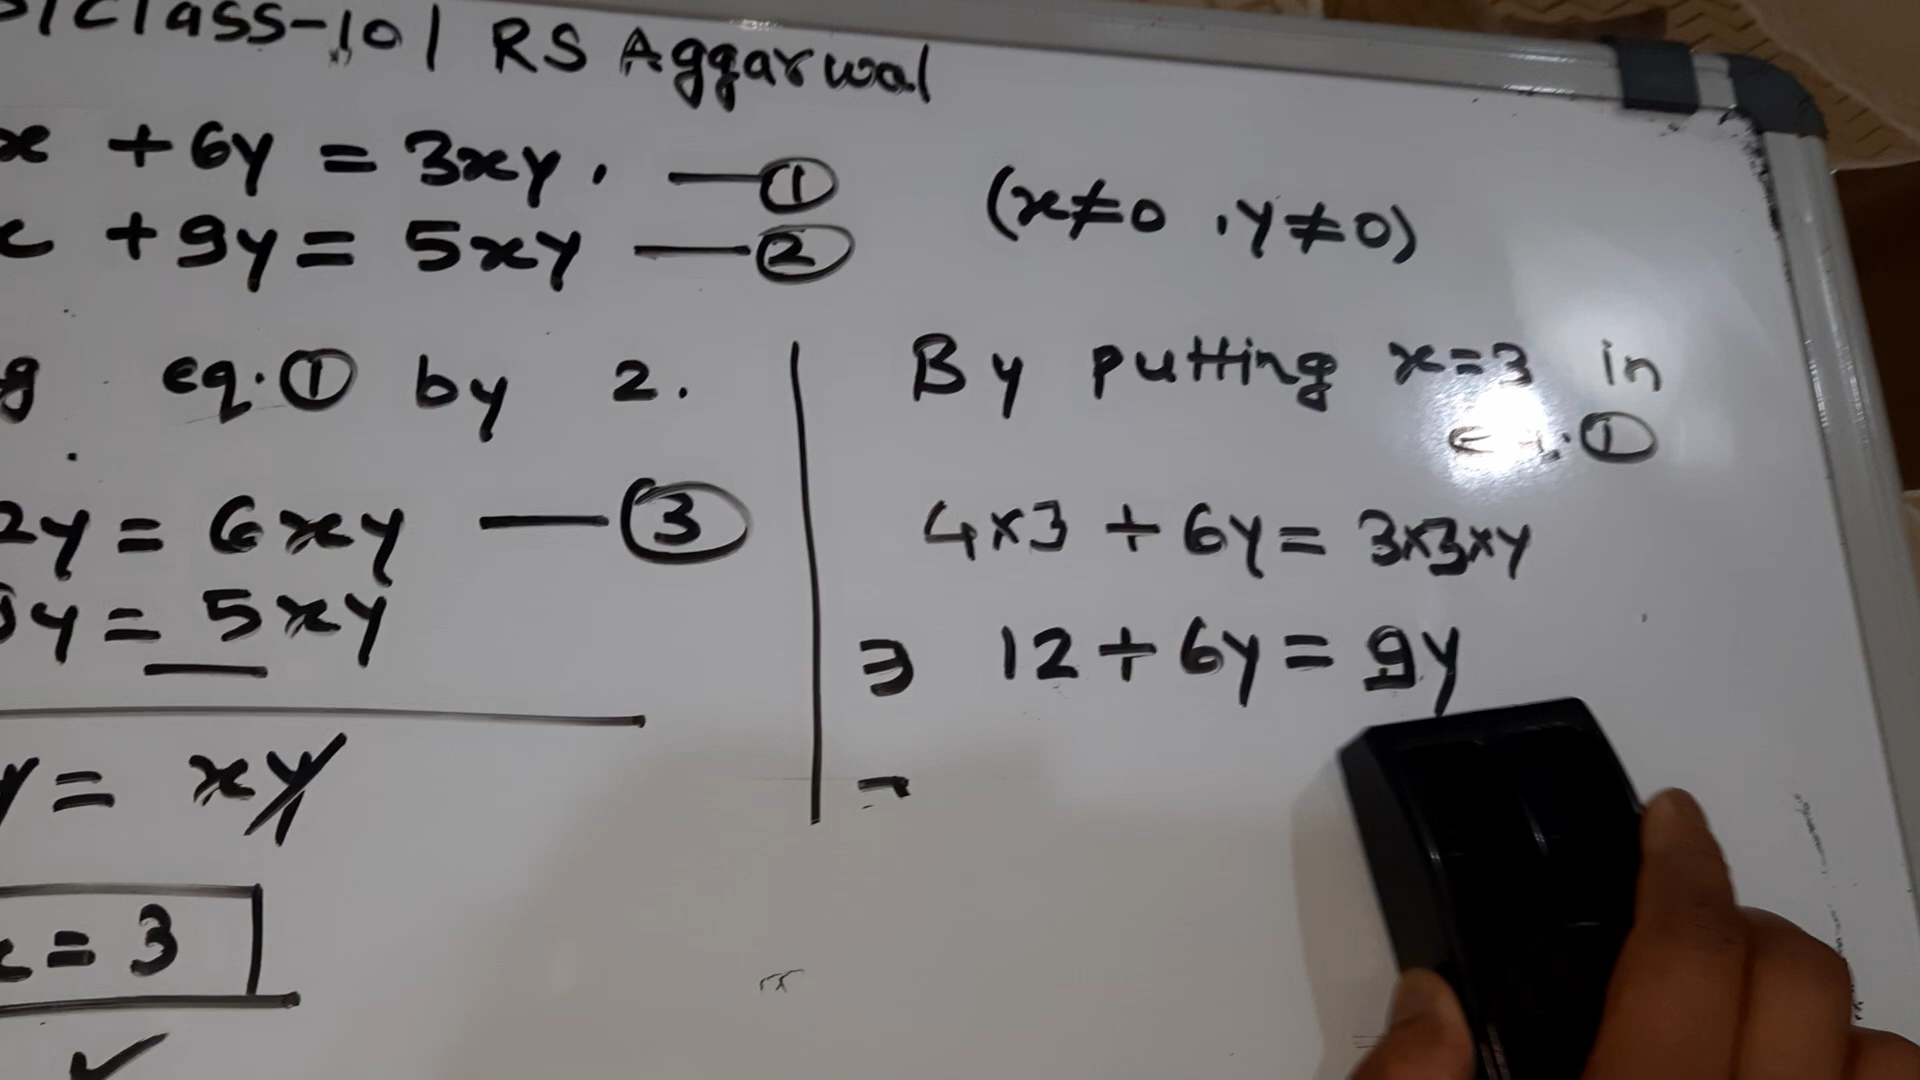 Class-10 | RS Aggarwal
x + 6y = 3xy . — ①
x + 9y = 5xy — ②
(x≠0 , y≠0)
g eq. ① by 2.
2y = 6xy — ③
y = 5xy
y = xy
x = 3
By putting x=3 in
eq. ①
4×3 + 6y = 3×3×y
⇒ 12 + 6y = 9y
=